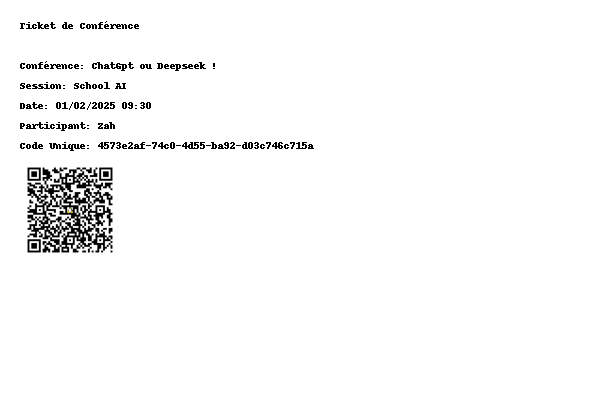 Ticket de Conférence
Conférence: ChatGpt ou Deepseek !
Session: School AI
Date: 01/02/2025 09:30
Participant: Zah
Code Unique: 4573e2af-74c0-4d55-ba92-d03c746c715a